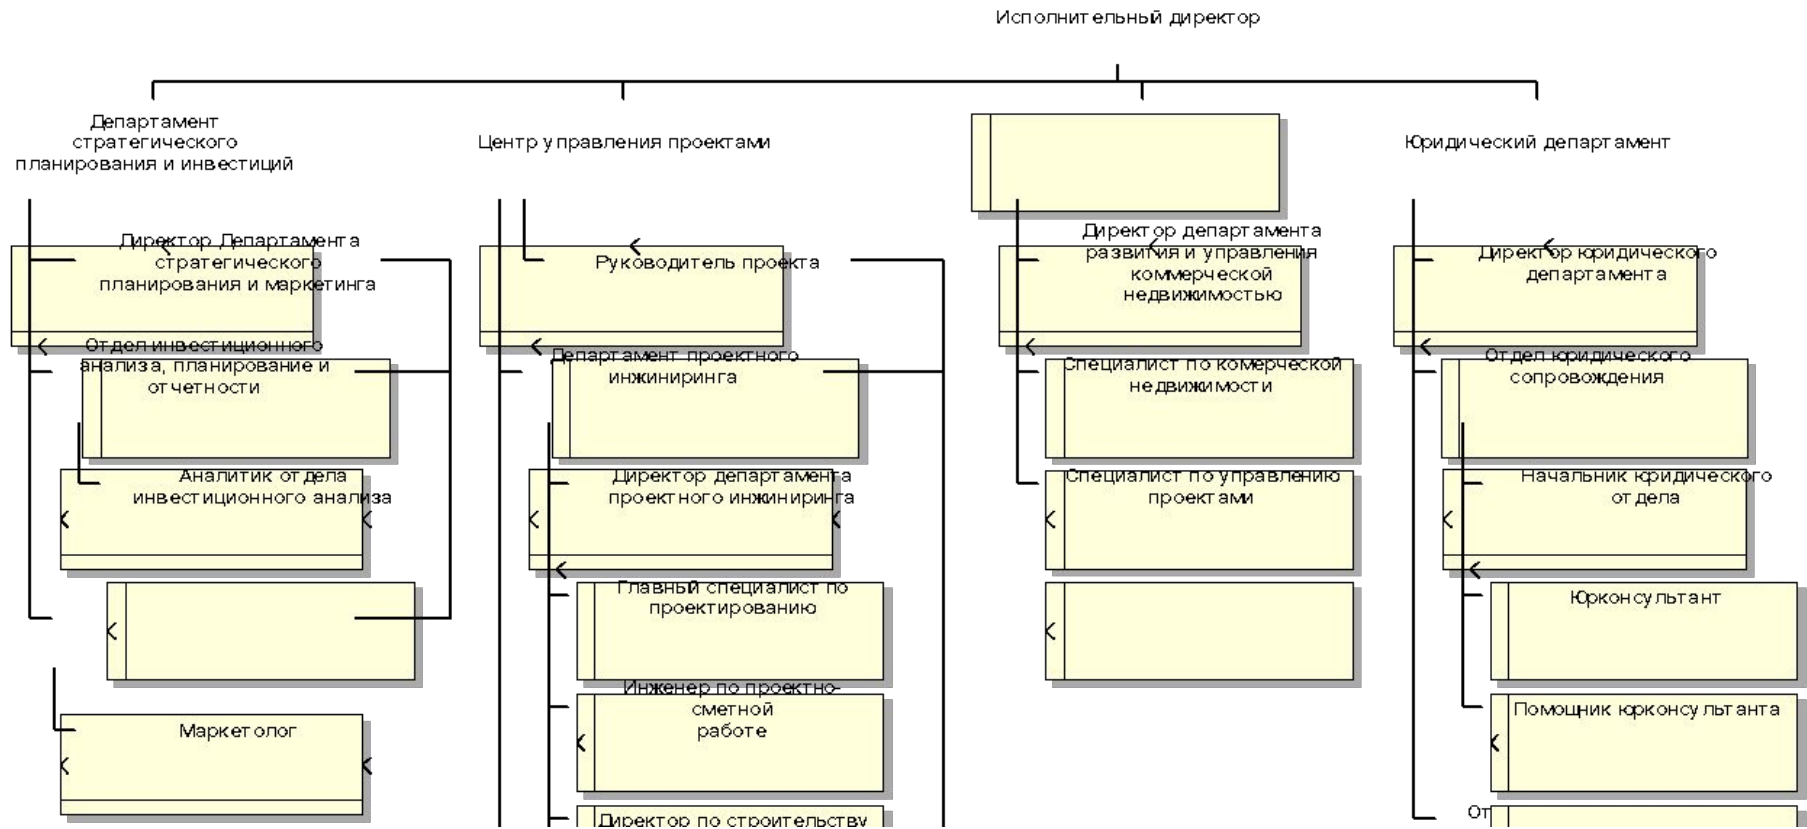 Исполнительный директор
Департамент
стратегического
планирования и инвестиций
Центр управления проектами
Юридический департамент
Директор Департамента
стратегического
планирования и маркетинга
Руководитель проекта
Директор департамента
развития и управления
коммерческой
недвижимостью
Директор юридического
департамента
Отдел инвестиционного
анализа, планирование и
отчетности
Департамент проектного
инжиниринга
Специалист по комерческой
недвижимости
Отдел юридического
сопровождения
Аналитик отдела
инвестиционного анализа
Директор департамента
проектного инжиниринга
Специалист по управлению
проектами
Начальник юридического
отдела
Главный специалист по
проектированию
Юрконсультант
Инженер по проектно-
сметной
работе
Помощник юрконсультанта
Маркетолог
Директор по строительству
От